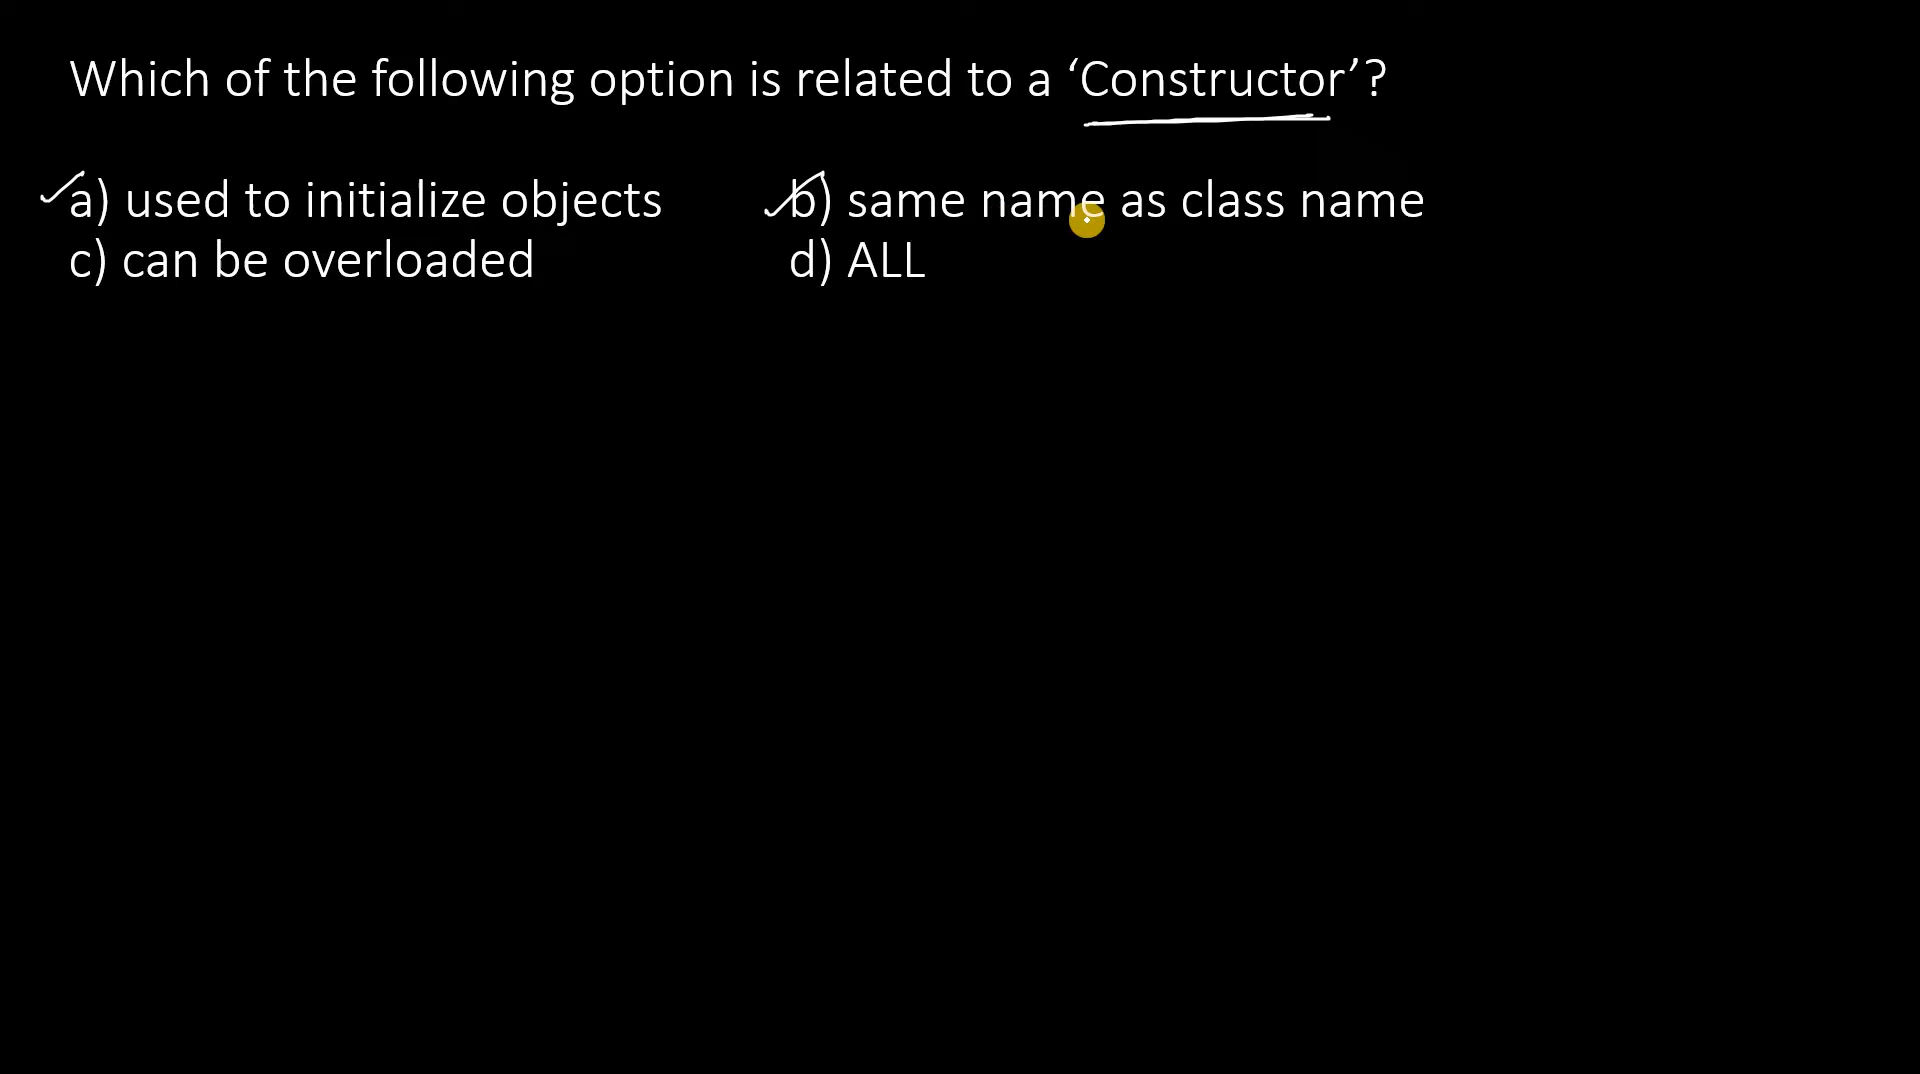 Which of the following option is related to a ‘Constructor’?
a) used to initialize objects b) same name as class name
c) can be overloaded d) ALL